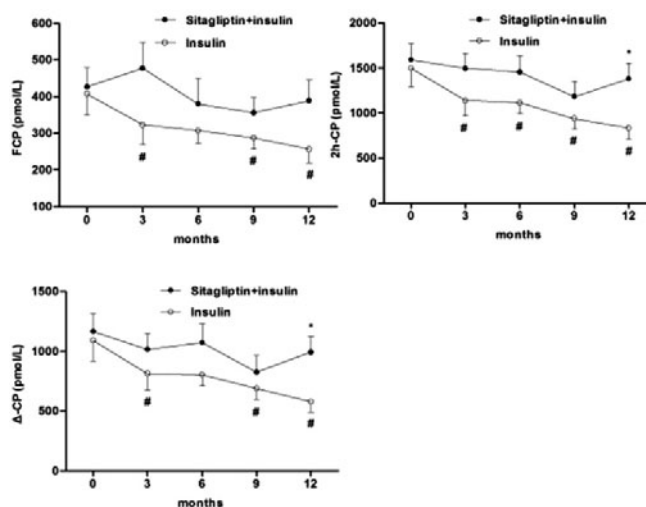 Sitagliptin+insulin
Insulin
FCP (pmol/L)
600
500
400
300
200
100
0 3 6 9 12
months
# # #
Sitagliptin+insulin
Insulin
2h-CP (pmol/L)
2000
1500
1000
500
0
0 3 6 9 12
months
*
# # # #
Sitagliptin+insulin
Insulin
Δ-CP (pmol/L)
1500
1000
500
0
0 3 6 9 12
months
*
# # #